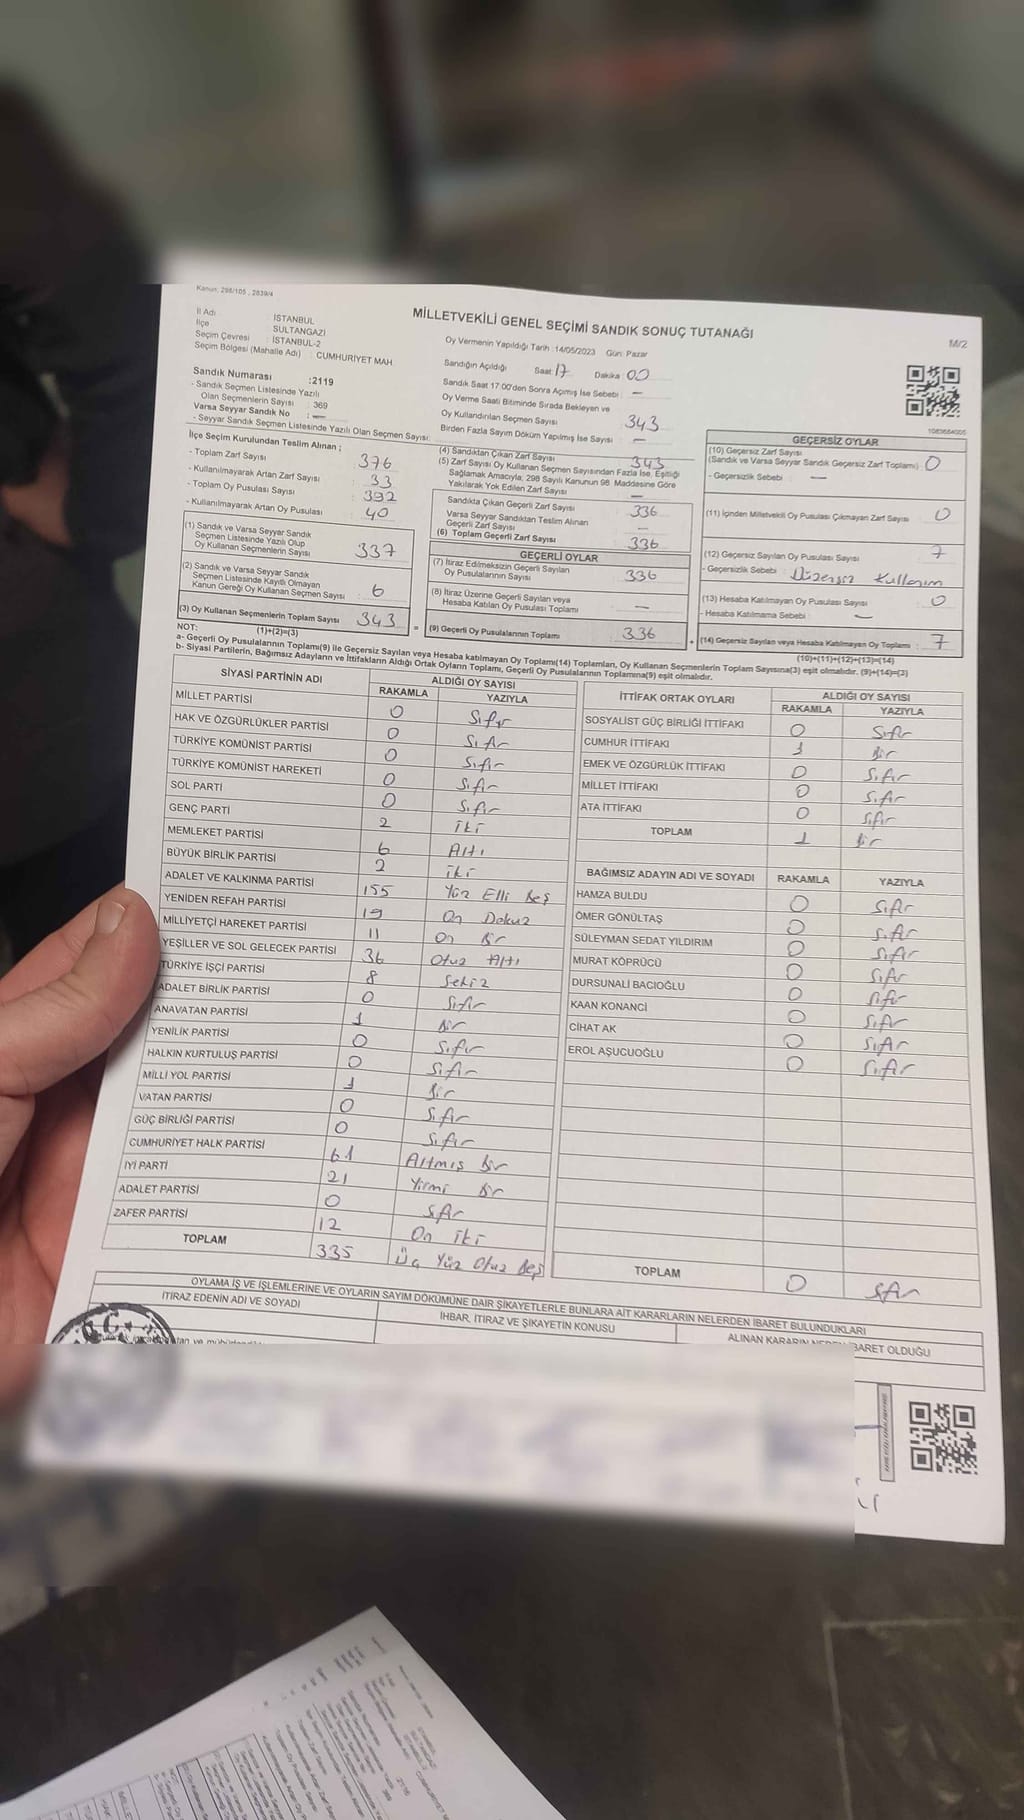 Kanun; 298/105 , 2839/4
MİLLETVEKİLİ GENEL SEÇİMİ SANDIK SONUÇ TUTANAĞI
M/2
İl Adı : İSTANBUL
İlçe : SULTANGAZİ
Seçim Çevresi : İSTANBUL-2
Seçim Bölgesi (Mahalle Adı) : CUMHURİYET MAH
Sandık Numarası :2119
- Sandık Seçmen Listesinde Yazılı
Olan Seçmenlerin Sayısı : 369
Varsa Seyyar Sandık No : —
- Seyyar Sandık Seçmen Listesinde Yazılı Olan Seçmen Sayısı:
Oy Vermenin Yapıldığı Tarih :14/05/2023 Gün: Pazar
Sandığın Açıldığı Saat: 17 Dakika: 00
Sandık Saat 17:00'den Sonra Açılmış İse Sebebi : —
Oy Verme Saati Bitiminde Sırada Bekleyen ve
Oy Kullandırılan Seçmen Sayısı 343
Birden Fazla Sayım Döküm Yapılmış İse Sayısı : —
1083684005
İlçe Seçim Kurulundan Teslim Alınan ;
- Toplam Zarf Sayısı : 376
- Kullanılmayarak Artan Zarf Sayısı : 33
- Toplam Oy Pusulası Sayısı : 392
- Kullanılmayarak Artan Oy Pusulası : 40
(1) Sandık ve Varsa Seyyar Sandık
Seçmen Listesinde Yazılı Olup
Oy Kullanan Seçmenlerin Sayısı : 337
(2) Sandık ve Varsa Seyyar Sandık
Seçmen Listesinde Kayıtlı Olmayan
Kanun Gereği Oy Kullanan Seçmen Sayısı : 6
(3) Oy Kullanan Seçmenlerin Toplam Sayısı : 343
(1)+(2)=(3)
(4) Sandıktan Çıkan Zarf Sayısı : 343
(5) Zarf Sayısı Oy Kullanan Seçmen Sayısından Fazla İse, Eşitliği
Sağlamak Amacıyla, 298 Sayılı Kanunun 98. Maddesine Göre
Yakılarak Yok Edilen Zarf Sayısı : —
Sandıkta Çıkan Geçerli Zarf Sayısı : 336
Varsa Seyyar Sandıktan Teslim Alınan
Geçerli Zarf Sayısı : —
(6) Toplam Geçerli Zarf Sayısı : 336
GEÇERLİ OYLAR
(7) İtiraz Edilmeksizin Geçerli Sayılan
Oy Pusulalarının Sayısı : 336
(8) İtiraz Üzerine Geçerli Sayılan veya
Hesaba Katılan Oy Pusulası Toplamı : —
(9) Geçerli Oy Pusulalarının Toplamı : 336
GEÇERSİZ OYLAR
(10) Geçersiz Zarf Sayısı
(Sandık ve Varsa Seyyar Sandık Geçersiz Zarf Toplamı) : 0
- Geçersizlik Sebebi : —
(11) İçinden Milletvekili Oy Pusulası Çıkmayan Zarf Sayısı : 0
(12) Geçersiz Sayılan Oy Pusulası Sayısı : 7
- Geçersizlik Sebebi : Düzensiz Kullanım
(13) Hesaba Katılmayan Oy Pusulası Sayısı : 0
- Hesaba Katılmama Sebebi : —
(14) Geçersiz Sayılan veya Hesaba Katılmayan Oy Toplamı : 7
(10)+(11)+(12)+(13)=(14)
NOT:
a- Geçerli Oy Pusulalarının Toplamı(9) ile Geçersiz Sayılan veya Hesaba katılmayan Oy Toplamı(14) Toplamları, Oy Kullanan Seçmenlerin Toplam Sayısına(3) eşit olmalıdır. (9)+(14)=(3)
b- Siyasi Partilerin, Bağımsız Adayların ve İttifakların Aldığı Ortak Oyların Toplamı, Geçerli Oy Pusulalarının Toplamına(9) eşit olmalıdır.
SİYASİ PARTİNİN ADI ALDIĞI OY SAYISI
RAKAMLA YAZIYLA
MİLLET PARTİSİ 0 Sıfır
HAK VE ÖZGÜRLÜKLER PARTİSİ 0 Sıfır
TÜRKİYE KOMÜNİST PARTİSİ 0 Sıfır
TÜRKİYE KOMÜNİST HAREKETİ 0 Sıfır
SOL PARTİ 0 Sıfır
GENÇ PARTİ 2 iki
MEMLEKET PARTİSİ 6 Altı
BÜYÜK BİRLİK PARTİSİ 2 iki
ADALET VE KALKINMA PARTİSİ 155 Yüz Elli Beş
YENİDEN REFAH PARTİSİ 19 On Dokuz
MİLLİYETÇİ HAREKET PARTİSİ 11 On Bir
YEŞİLLER VE SOL GELECEK PARTİSİ 36 Otuz Altı
TÜRKİYE İŞÇİ PARTİSİ 8 Sekiz
ADALET BİRLİK PARTİSİ 0 Sıfır
ANAVATAN PARTİSİ 1 Bir
YENİLİK PARTİSİ 0 Sıfır
HALKIN KURTULUŞ PARTİSİ 0 Sıfır
MİLLİ YOL PARTİSİ 1 Bir
VATAN PARTİSİ 0 Sıfır
GÜÇ BİRLİĞİ PARTİSİ 0 Sıfır
CUMHURİYET HALK PARTİSİ 61 Altmış Bir
İYİ PARTİ 21 Yirmi Bir
ADALET PARTİSİ 0 Sıfır
ZAFER PARTİSİ 12 On iki
TOPLAM 335 Üç Yüz Otuz Beş
İTTİFAK ORTAK OYLARI ALDIĞI OY SAYISI
RAKAMLA YAZIYLA
SOSYALİST GÜÇ BİRLİĞİ İTTİFAKI 0 Sıfır
CUMHUR İTTİFAKI 1 Bir
EMEK VE ÖZGÜRLÜK İTTİFAKI 0 Sıfır
MİLLET İTTİFAKI 0 Sıfır
ATA İTTİFAKI 0 Sıfır
TOPLAM 1 Bir
BAĞIMSIZ ADAYIN ADI VE SOYADI RAKAMLA YAZIYLA
HAMZA BULDU 0 Sıfır
ÖMER GÖNÜLTAŞ 0 Sıfır
SÜLEYMAN SEDAT YILDIRIM 0 Sıfır
MURAT KÖPRÜCÜ 0 Sıfır
DURSUNALİ BACIOĞLU 0 Sıfır
KAAN KONANCİ 0 Sıfır
CİHAT AK 0 Sıfır
EROL AŞUCUOĞLU 0 Sıfır
TOPLAM 0 Sıfır
OYLAMA İŞ VE İŞLEMLERİNE VE OYLARIN SAYIM DÖKÜMÜNE DAİR ŞİKAYETLERLE BUNLARA AİT KARARLARIN NELERDEN İBARET BULUNDUKLARI
İTİRAZ EDENİN ADI VE SOYADI
İHBAR, İTİRAZ VE ŞİKAYETİN KONUSU
ALINAN KARARIN NEDEN İBARET OLDUĞU